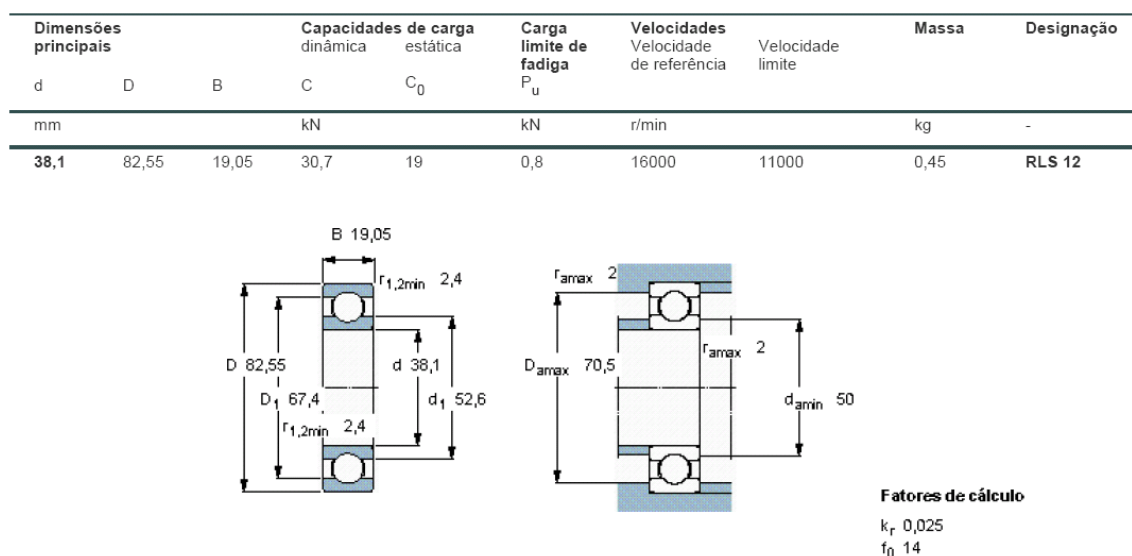 Dimensões principais Capacidades de carga Carga limite de fadiga Velocidades Massa Designação
dinâmica estática Velocidade de referência Velocidade limite
d D B C C0 Pu
mm kN kN r/min kg -
38,1 82,55 19,05 30,7 19 0,8 16000 11000 0,45 RLS 12
B 19,05
r1,2min 2,4
D 82,55
d 38,1
D1 67,4
d1 52,6
r1,2min 2,4
ramax 2
ramax 2
Damax 70,5
damin 50
Fatores de cálculo
kr 0,025
f0 14